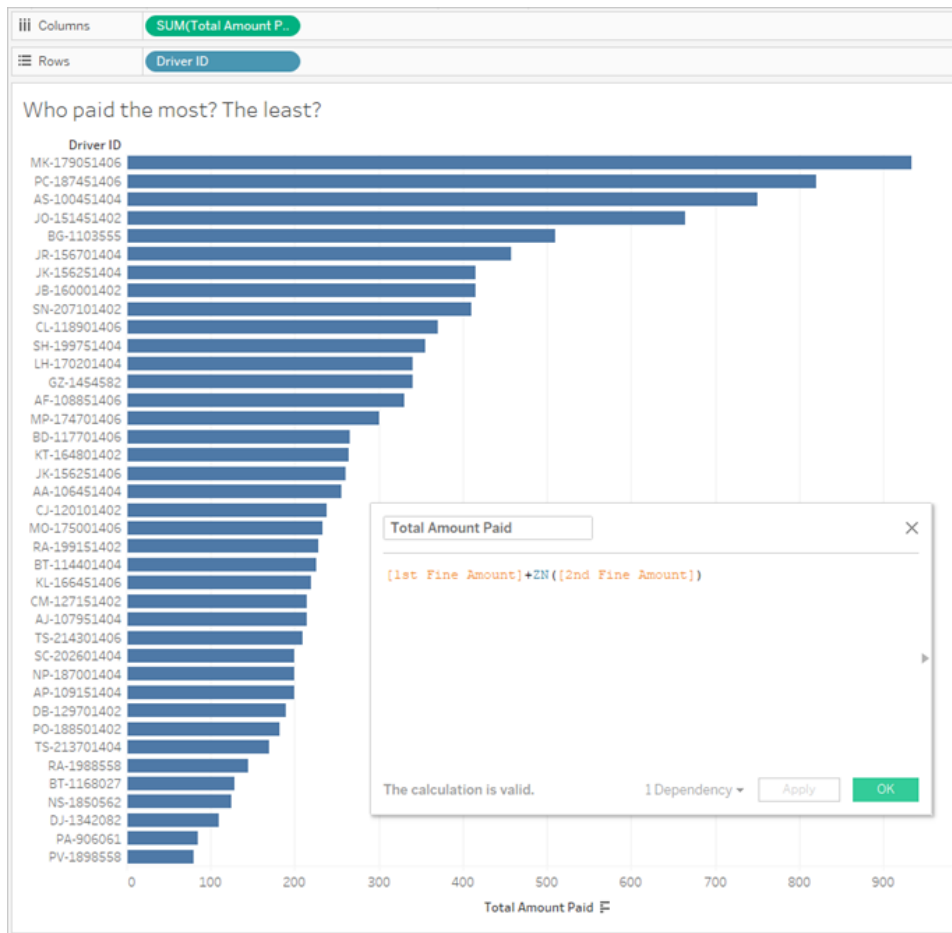 Columns
SUM(Total Amount P..
Rows
Driver ID
Who paid the most? The least?
Driver ID
MK-179051406
PC-187451406
AS-100451404
JO-151451402
BG-1103555
JR-156701404
JK-156251404
JB-160001402
SN-207101402
CL-118901406
SH-199751404
LH-170201404
GZ-1454582
AF-108851406
MP-174701406
BD-117701406
KT-164801402
JK-156251406
AA-106451404
CJ-120101402
MO-175001406
RA-199151402
BT-114401404
KL-166451406
CM-127151402
AJ-107951404
TS-214301406
SC-202601404
NP-187001404
AP-109151404
DB-129701402
PO-188501402
TS-213701404
RA-1988558
BT-1168027
NS-1850562
DJ-1342082
PA-906061
PV-1898558
0 100 200 300 400 500 600 700 800 900
Total Amount Paid
Total Amount Paid
[1st Fine Amount]+ZN([2nd Fine Amount])
The calculation is valid.
1 Dependency
Apply
OK